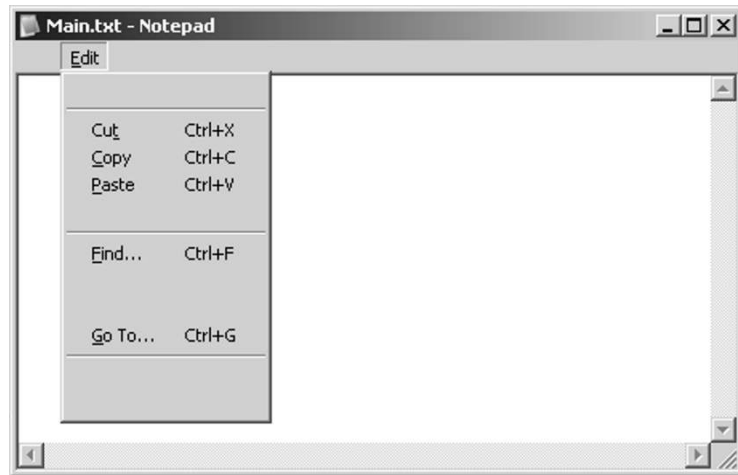 Main.txt - Notepad
Edit
Cut Ctrl+X
Copy Ctrl+C
Paste Ctrl+V
Find... Ctrl+F
Go To... Ctrl+G